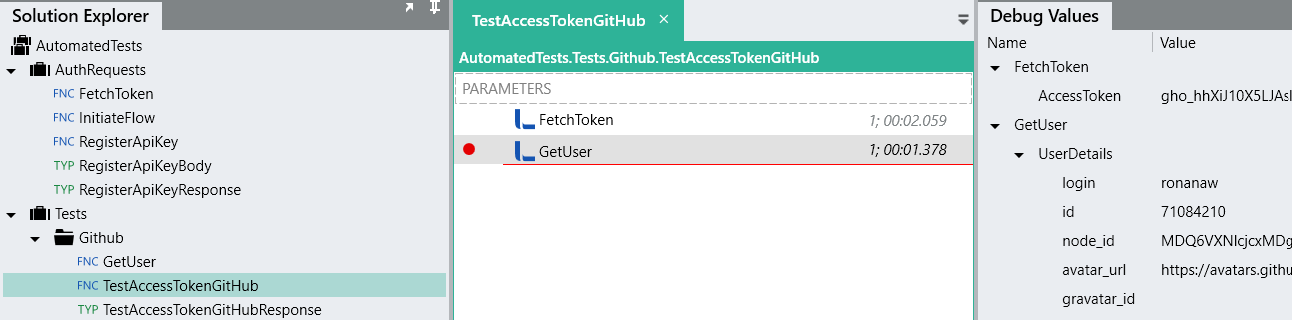 Solution Explorer
AutomatedTests
AuthRequests
FNC FetchToken
FNC InitiateFlow
FNC RegisterApiKey
TYP RegisterApiKeyBody
TYP RegisterApiKeyResponse
Tests
Github
FNC GetUser
FNC TestAccessTokenGitHub
TYP TestAccessTokenGitHubResponse
TestAccessTokenGitHub ×
AutomatedTests.Tests.Github.TestAccessTokenGitHub
PARAMETERS
FetchToken 1; 00:02.059
GetUser 1; 00:01.378
Debug Values
Name Value
FetchToken
AccessToken
GetUser
UserDetails
login ronanaw
id 71084210
node_id
avatar_url https://avatars.githu
gravatar_id